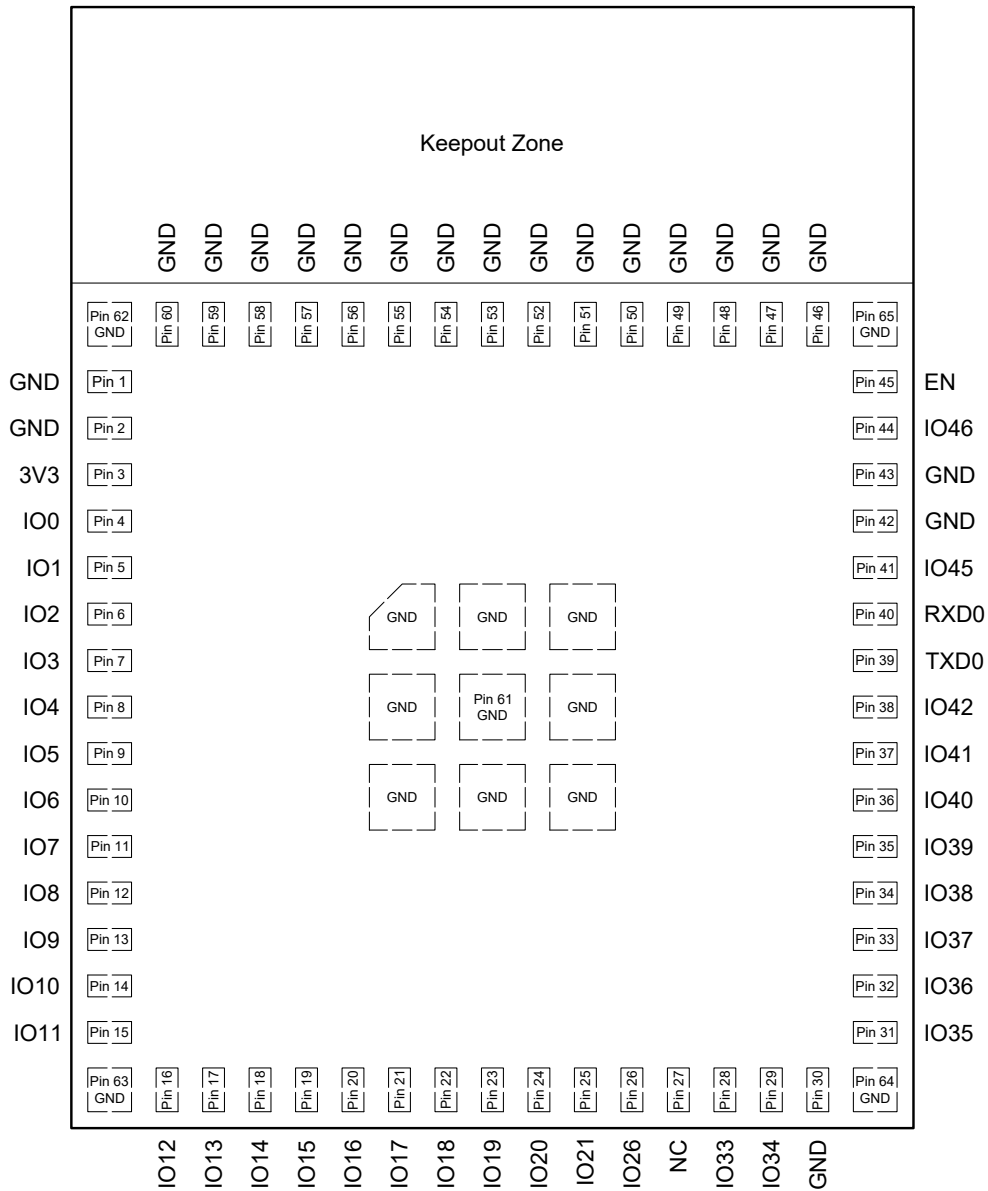 Keepout Zone
GND GND GND GND GND GND GND GND GND GND GND GND GND GND GND
Pin 62 GND Pin 60 Pin 59 Pin 58 Pin 57 Pin 56 Pin 55 Pin 54 Pin 53 Pin 52 Pin 51 Pin 50 Pin 49 Pin 48 Pin 47 Pin 46 Pin 65 GND
GND Pin 1 Pin 45 EN
GND Pin 2 Pin 44 IO46
3V3 Pin 3 Pin 43 GND
IO0 Pin 4 Pin 42 GND
IO1 Pin 5 Pin 41 IO45
IO2 Pin 6 GND GND GND Pin 40 RXD0
IO3 Pin 7 Pin 39 TXD0
IO4 Pin 8 GND Pin 61 GND GND Pin 38 IO42
IO5 Pin 9 Pin 37 IO41
IO6 Pin 10 GND GND GND Pin 36 IO40
IO7 Pin 11 Pin 35 IO39
IO8 Pin 12 Pin 34 IO38
IO9 Pin 13 Pin 33 IO37
IO10 Pin 14 Pin 32 IO36
IO11 Pin 15 Pin 31 IO35
Pin 63 GND Pin 16 Pin 17 Pin 18 Pin 19 Pin 20 Pin 21 Pin 22 Pin 23 Pin 24 Pin 25 Pin 26 Pin 27 Pin 28 Pin 29 Pin 30 Pin 64 GND
IO12 IO13 IO14 IO15 IO16 IO17 IO18 IO19 IO20 IO21 IO26 NC IO33 IO34 GND